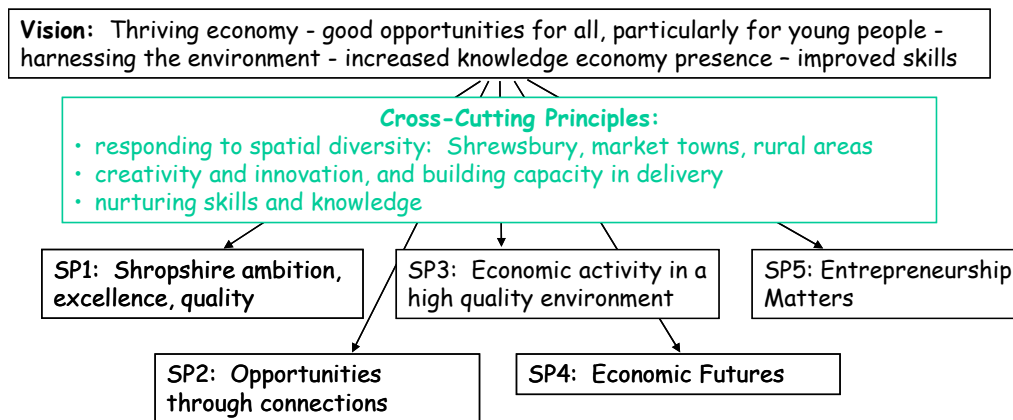 Vision: Thriving economy - good opportunities for all, particularly for young people -
harnessing the environment - increased knowledge economy presence – improved skills
Cross-Cutting Principles:
• responding to spatial diversity: Shrewsbury, market towns, rural areas
• creativity and innovation, and building capacity in delivery
• nurturing skills and knowledge
SP1: Shropshire ambition,
excellence, quality
SP3: Economic activity in a
high quality environment
SP5: Entrepreneurship
Matters
SP2: Opportunities
through connections
SP4: Economic Futures